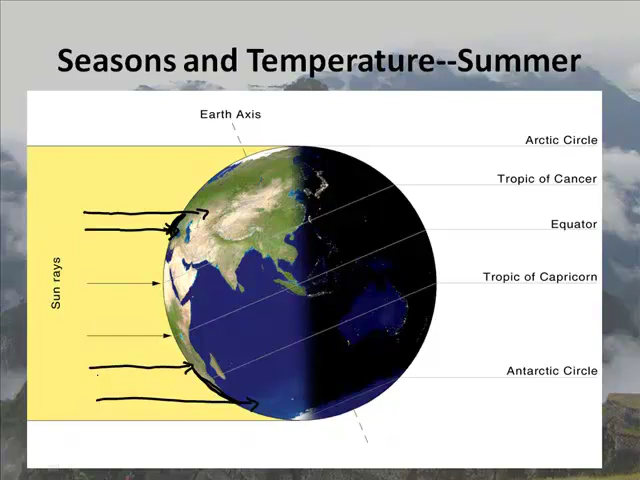 Seasons and Temperature--Summer
Earth Axis
Arctic Circle
Tropic of Cancer
Equator
Tropic of Capricorn
Antarctic Circle
Sun rays